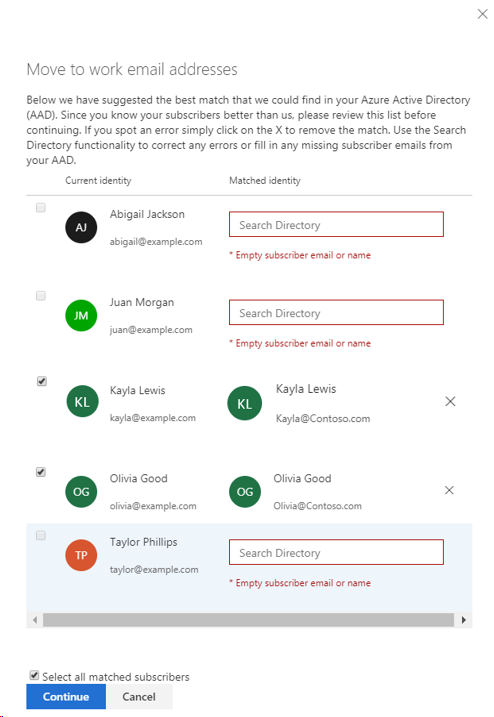 Move to work email addresses
Below we have suggested the best match that we could find in your Azure Active Directory
(AAD). Since you know your subscribers better than us, please review this list before
continuing. If you spot an error simply click on the X to remove the match. Use the Search
Directory functionality to correct any errors or fill in any missing subscriber emails from
your AAD.
Current identity Matched identity
AJ Abigail Jackson Search Directory
abigail@example.com * Empty subscriber email or name
JM Juan Morgan Search Directory
juan@example.com * Empty subscriber email or name
KL Kayla Lewis KL Kayla Lewis
kayla@example.com Kayla@Contoso.com
OG Olivia Good OG Olivia Good
olivia@example.com Olivia@Contoso.com
TP Taylor Phillips Search Directory
taylor@example.com * Empty subscriber email or name
Select all matched subscribers
Continue Cancel